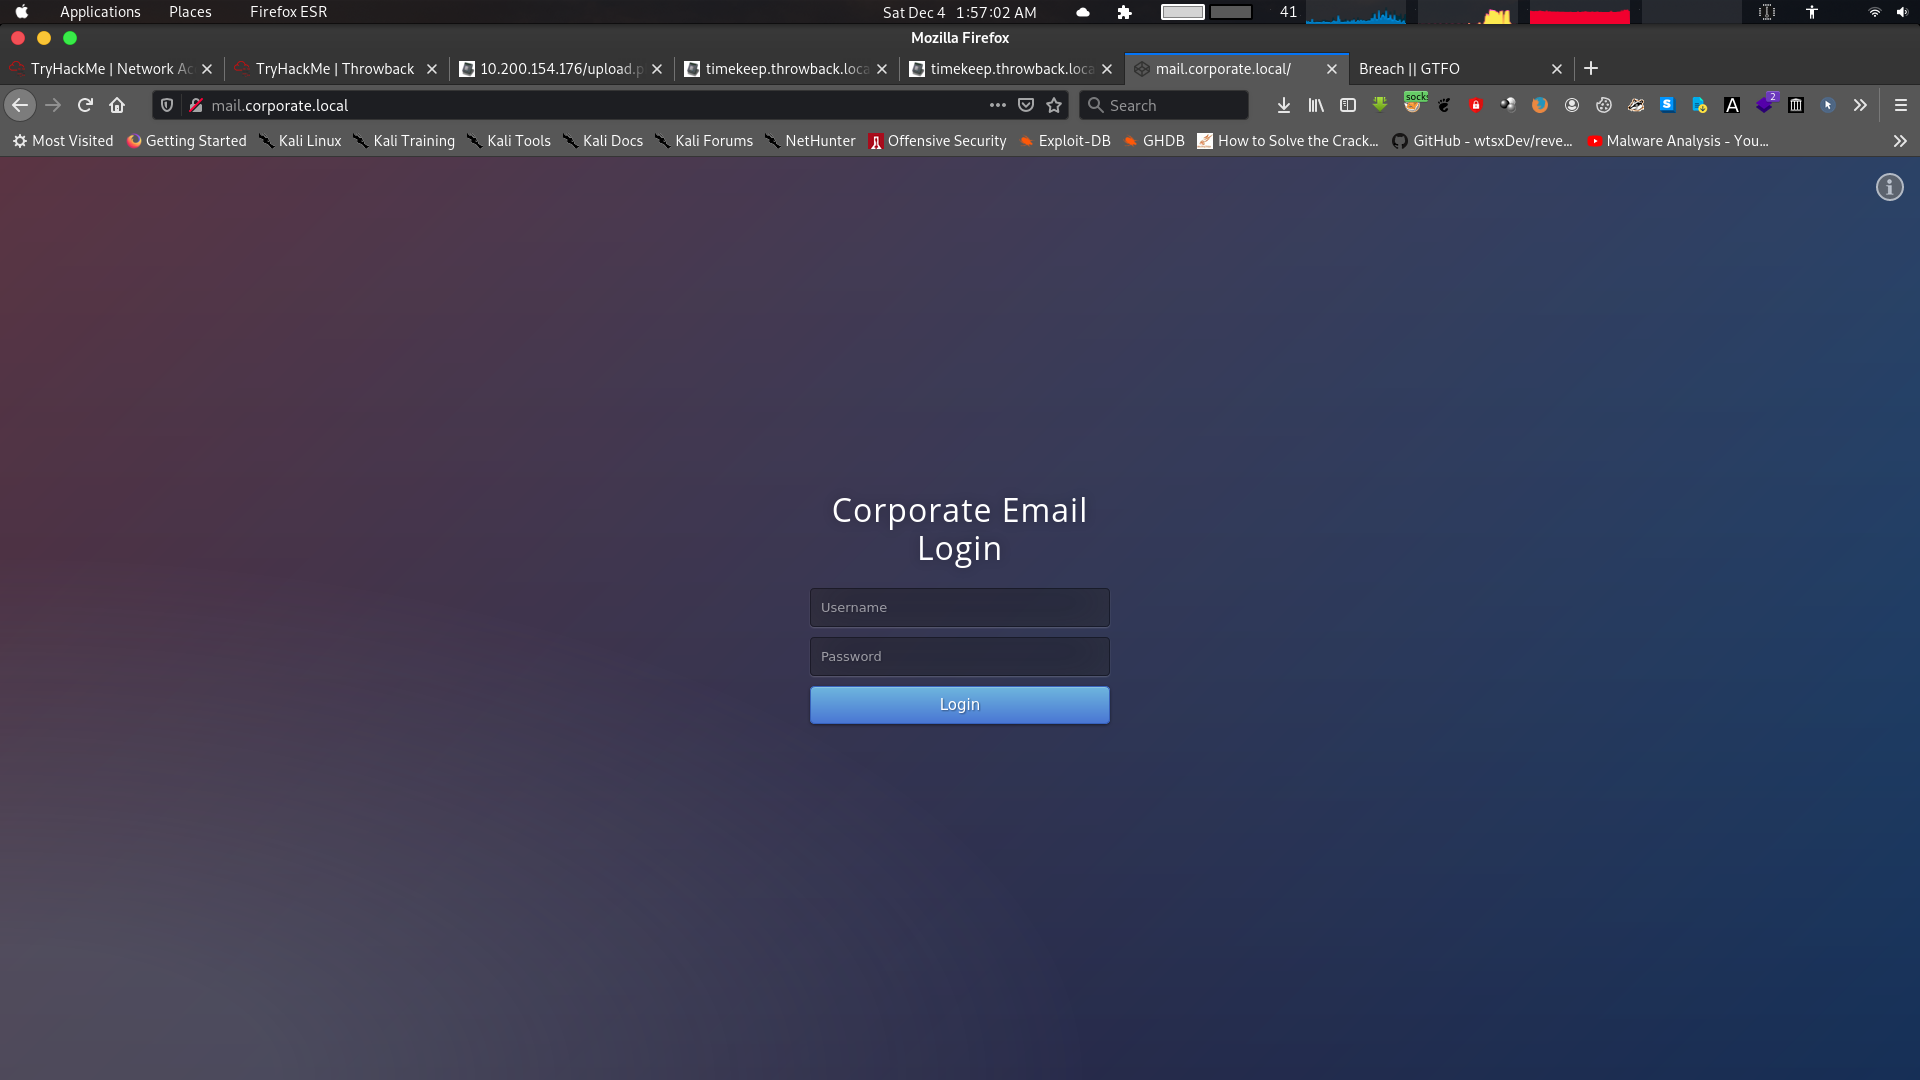 Applications Places Firefox ESR Sat Dec 4 1:57:02 AM 41
Mozilla Firefox
TryHackMe | Network Ac TryHackMe | Throwback 10.200.154.176/upload.p timekeep.throwback.loca timekeep.throwback.loca mail.corporate.local/ Breach || GTFO
mail.corporate.local Search socks 2
Most Visited Getting Started Kali Linux Kali Training Kali Tools Kali Docs Kali Forums NetHunter Offensive Security Exploit-DB GHDB How to Solve the Crack... GitHub - wtsxDev/reve... Malware Analysis - You...
Corporate Email
Login
Username
Password
Login